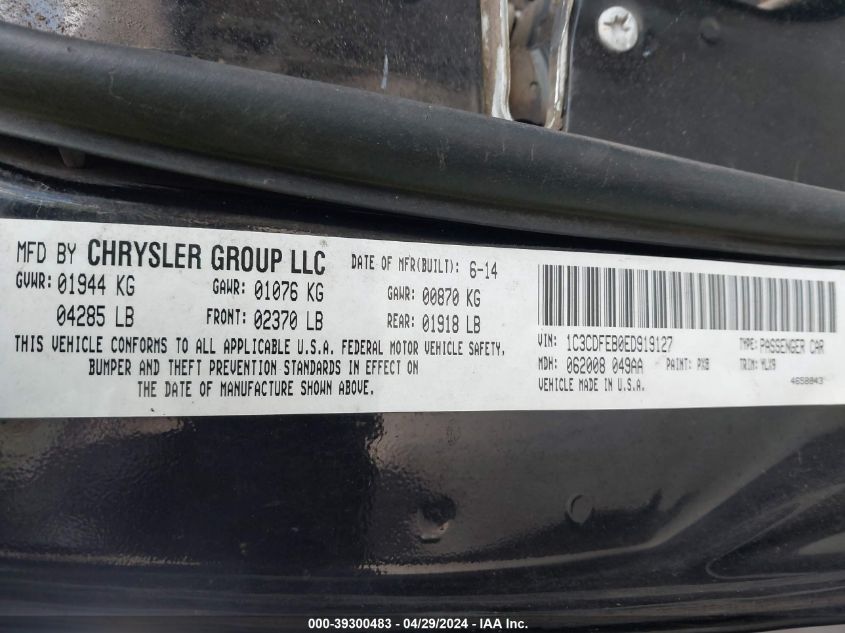 MFD BY CHRYSLER GROUP LLC
DATE OF MFR(BUILT): 6-14
GVWR: 01944 KG GAWR: 01076 KG GAWR: 00870 KG
04285 LB FRONT: 02370 LB REAR: 01918 LB
THIS VEHICLE CONFORMS TO ALL APPLICABLE U.S.A. FEDERAL MOTOR VEHICLE SAFETY,
BUMPER AND THEFT PREVENTION STANDARDS IN EFFECT ON
THE DATE OF MANUFACTURE SHOWN ABOVE.
VIN: 1C3CDFEB0ED919127 TYPE: PASSENGER CAR
MDH: 062008 049AA PAINT: PX8 TRIM: VLX9
VEHICLE MADE IN U.S.A. 4658843
000-39300483 - 04/29/2024 - IAA Inc.